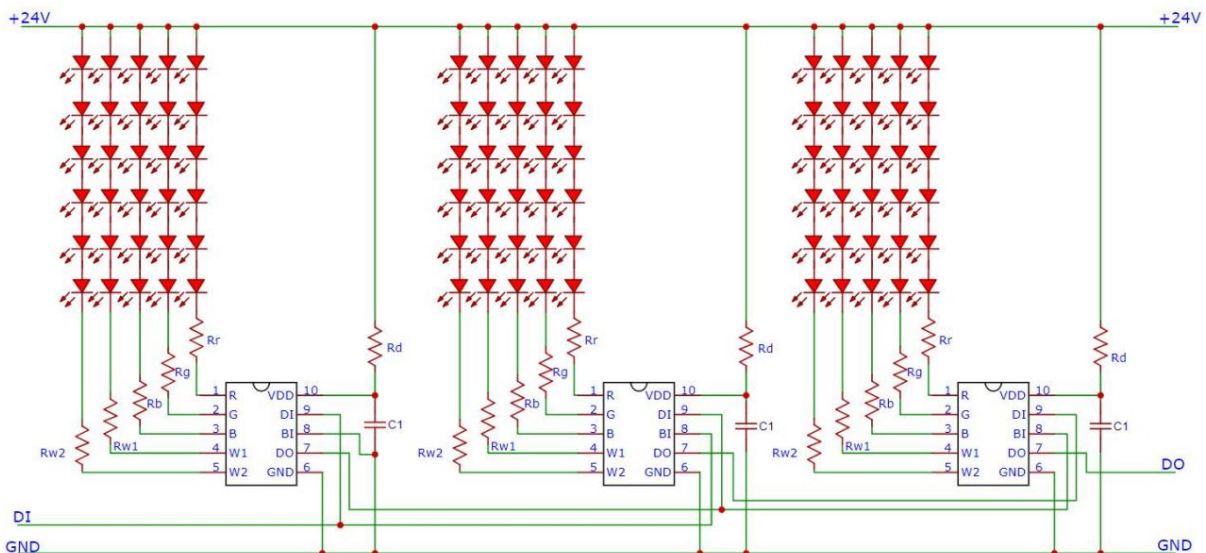 +24V +24V
Rr Rd Rr Rd Rr Rd
Rg Rg Rg
Rb Rb Rb
Rw1 Rw1 Rw1
Rw2 Rw2 Rw2
1 R VDD 10 1 R VDD 10 1 R VDD 10
2 G DI 9 2 G DI 9 2 G DI 9
3 B BI 8 C1 3 B BI 8 C1 3 B BI 8 C1
4 W1 DO 7 4 W1 DO 7 4 W1 DO 7
5 W2 GND 6 5 W2 GND 6 5 W2 GND 6
DO
DI
GND GND